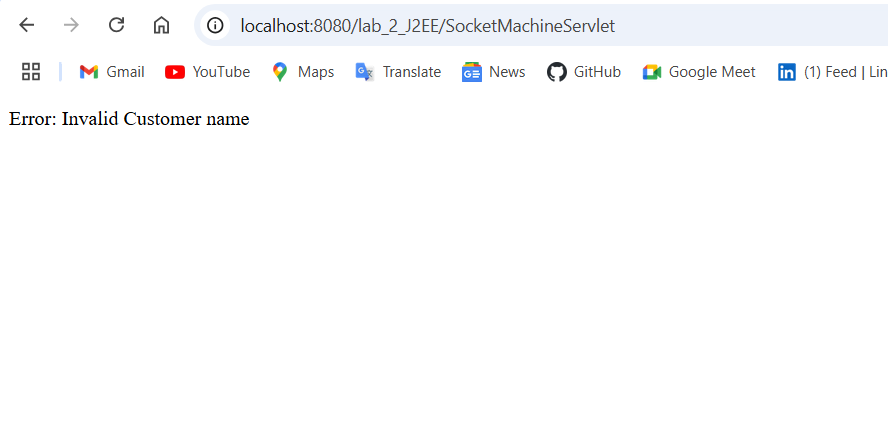 localhost:8080/lab_2_J2EE/SocketMachineServlet
Gmail YouTube Maps Translate News GitHub Google Meet (1) Feed | Lin
Error: Invalid Customer name